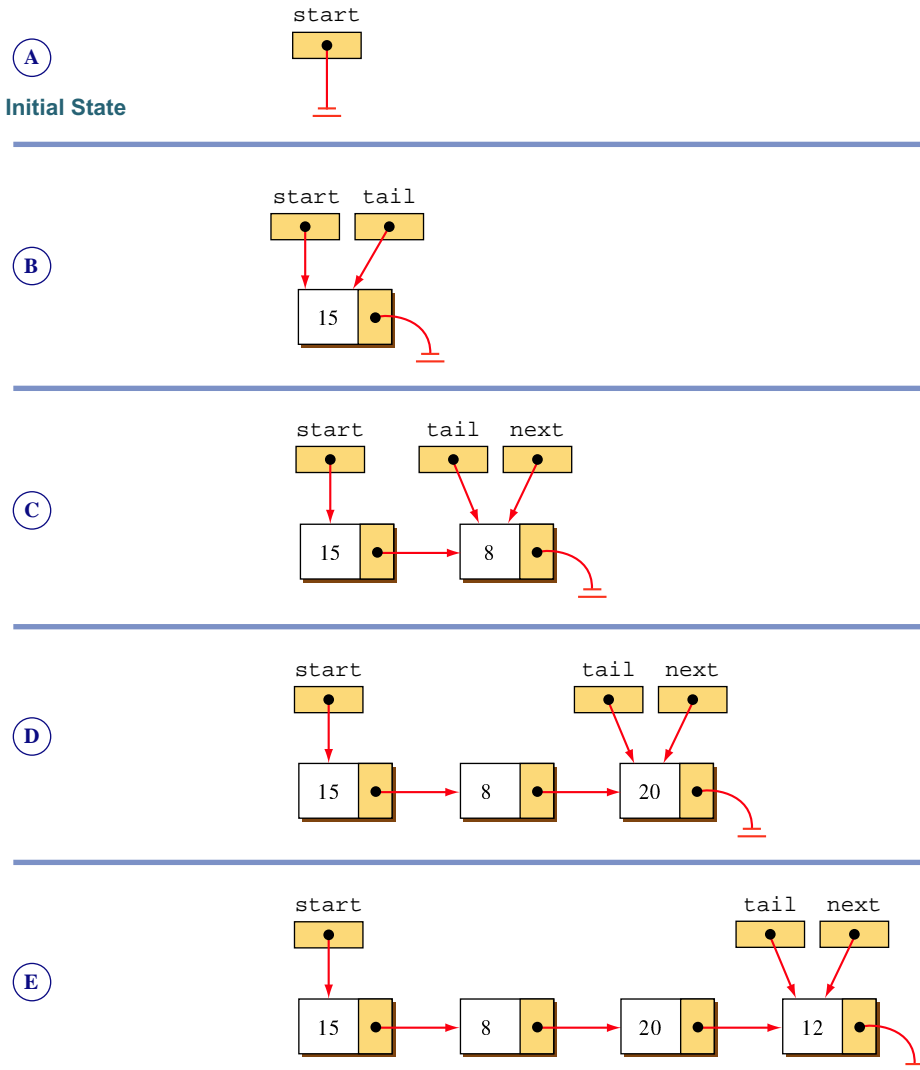 start
A
Initial State
start tail
B
15
start tail next
C
15 8
start tail next
D
15 8 20
start tail next
E
15 8 20 12